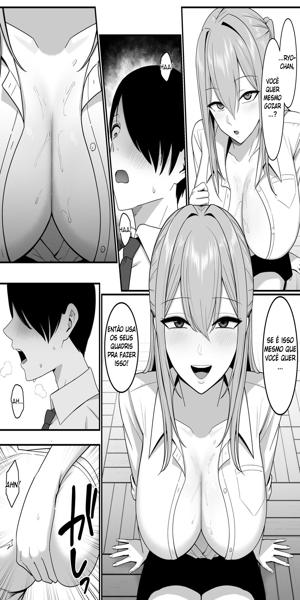 ...RYO-
CHAN,
VOCÊ
QUER
MESMO
GOZAR
...?
HAA..
HAA..
SE É ISSO
MESMO QUE
VOCÊ QUER
...
ENTÃO USA
OS SEUS
QUADRIS
PRA FAZER
ISSO!
AH...
AHN!